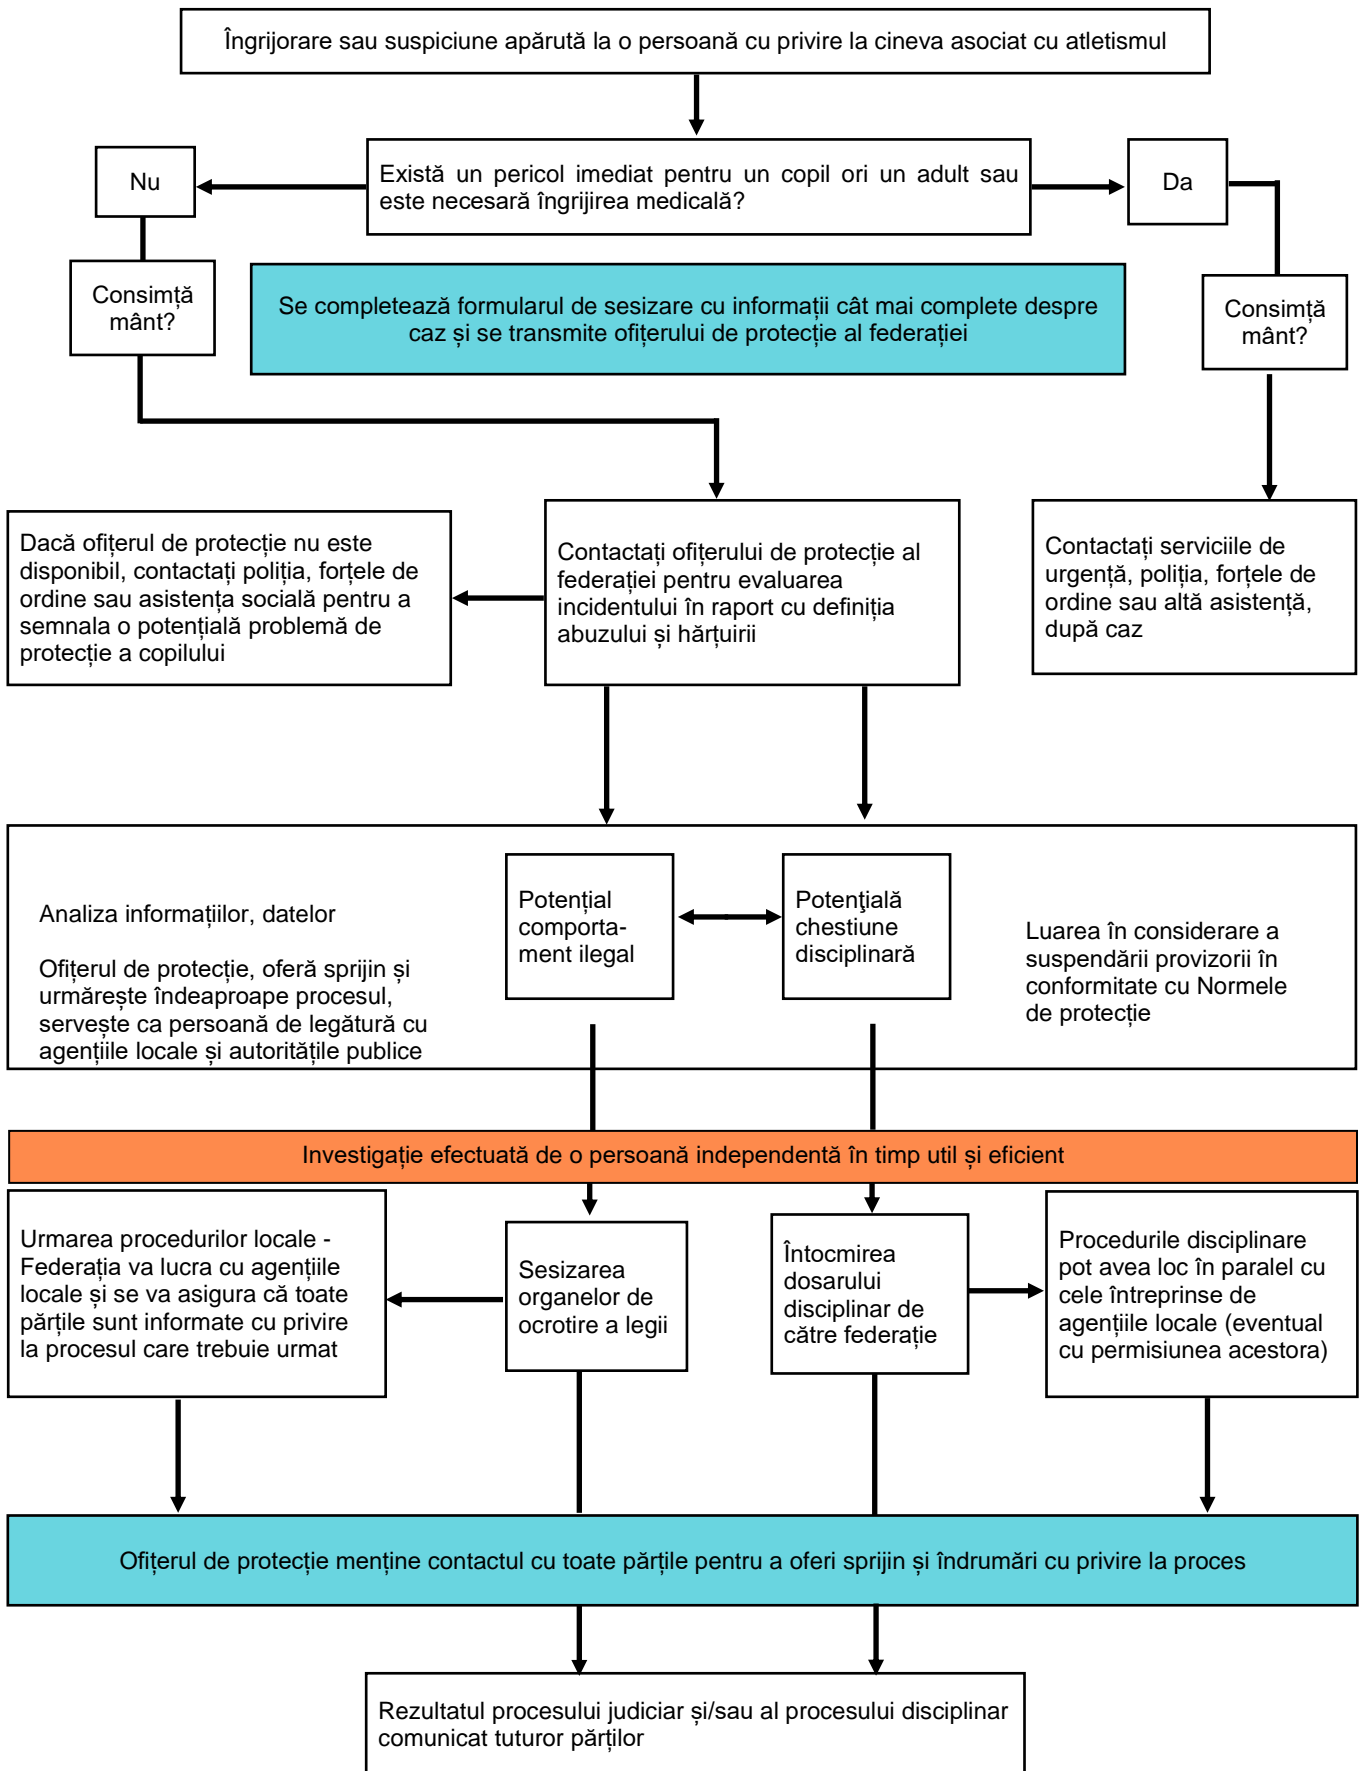 Îngrijorare sau suspiciune apărută la o persoană cu privire la cineva asociat cu atletismul
Nu
Există un pericol imediat pentru un copil ori un adult sau
este necesară îngrijirea medicală?
Da
Consimță
mânt?
Se completează formularul de sesizare cu informații cât mai complete despre
caz și se transmite ofițerului de protecție al federației
Consimță
mânt?
Dacă ofițerul de protecție nu este
disponibil, contactați poliția, forțele de
ordine sau asistența socială pentru a
semnala o potențială problemă de
protecție a copilului
Contactați ofițerului de protecție al
federației pentru evaluarea
incidentului în raport cu definiția
abuzului și hărțuirii
Contactați serviciile de
urgență, poliția, forțele de
ordine sau altă asistență,
după caz
Analiza informațiilor, datelor
Ofițerul de protecție, oferă sprijin și
urmărește îndeaproape procesul,
servește ca persoană de legătură cu
agențiile locale și autoritățile publice
Potențial
comporta-
ment ilegal
Potenţială
chestiune
disciplinară
Luarea în considerare a
suspendării provizorii în
conformitate cu Normele
de protecție
Investigație efectuată de o persoană independentă în timp util și eficient
Urmarea procedurilor locale -
Federația va lucra cu agențiile
locale și se va asigura că toate
părțile sunt informate cu privire
la procesul care trebuie urmat
Sesizarea
organelor de
ocrotire a legii
Întocmirea
dosarului
disciplinar de
către federație
Procedurile disciplinare
pot avea loc în paralel cu
cele întreprinse de
agențiile locale (eventual
cu permisiunea acestora)
Ofițerul de protecție menține contactul cu toate părțile pentru a oferi sprijin și îndrumări cu privire la proces
Rezultatul procesului judiciar și/sau al procesului disciplinar
comunicat tuturor părților